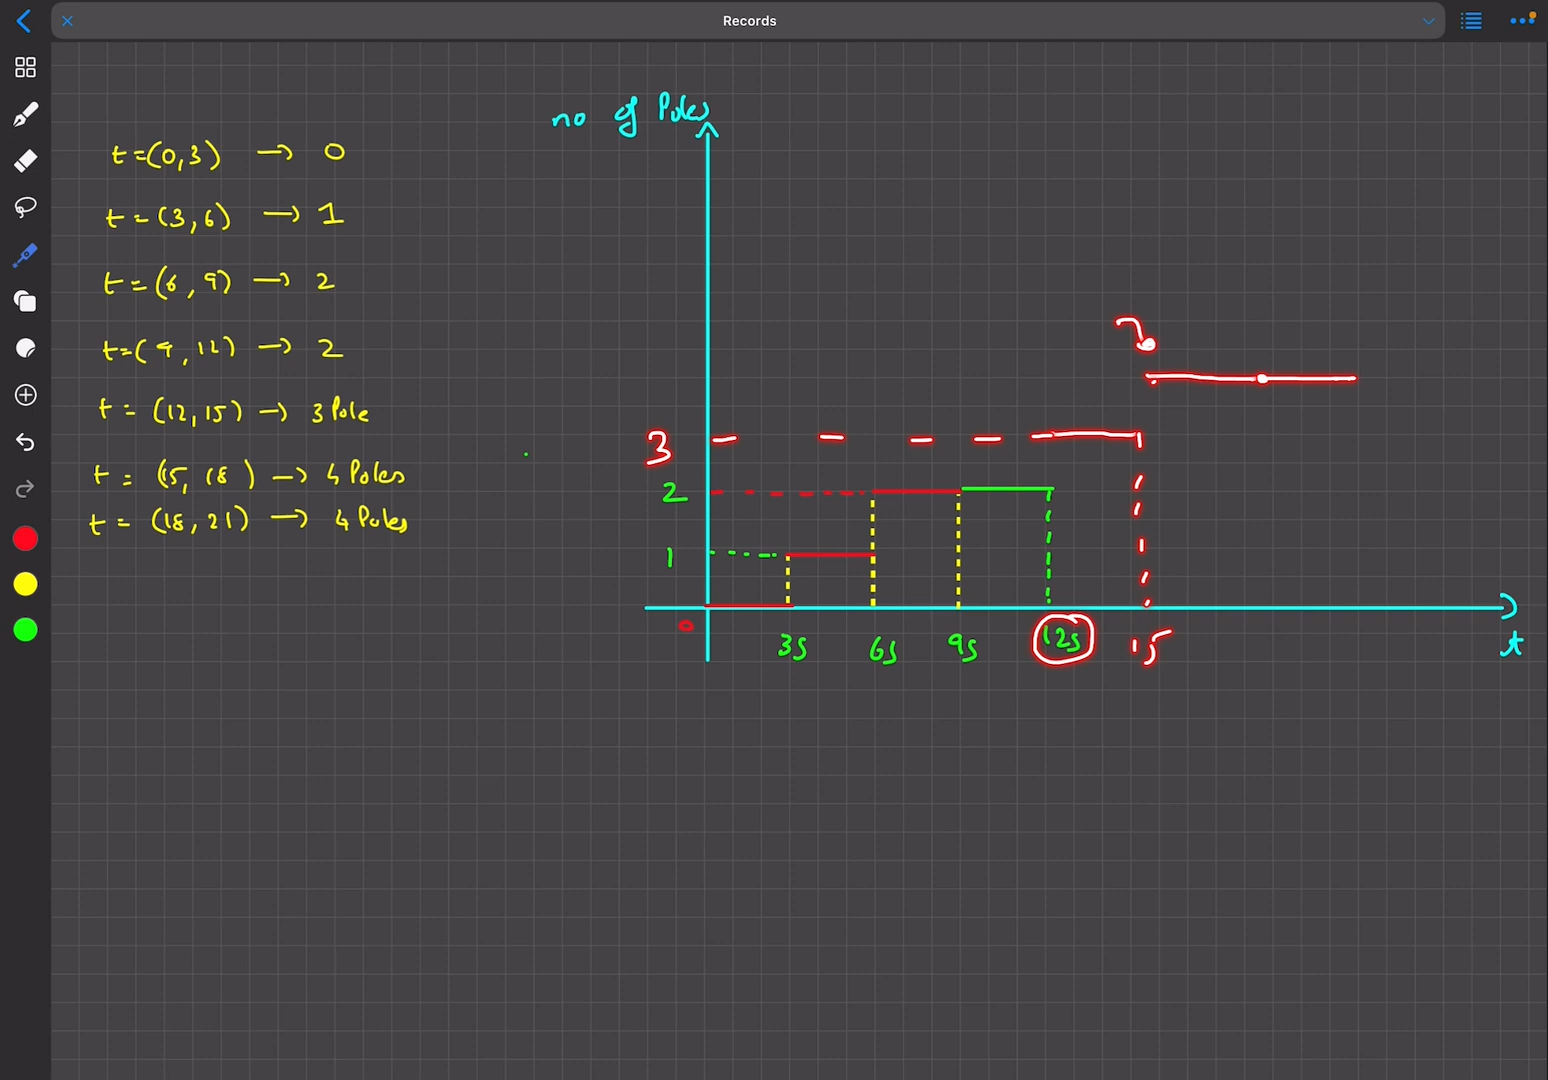 Records
no of Poles
t=(0,3) → 0
t=(3,6) → 1
t=(6,9) → 2
t=(9,12) → 2
t=(12,15) → 3 Pole
t=(15,18) → 4 Poles
t=(18,21) → 4 Poles
3
2
1
0
3s 6s 9s 12s 15
t